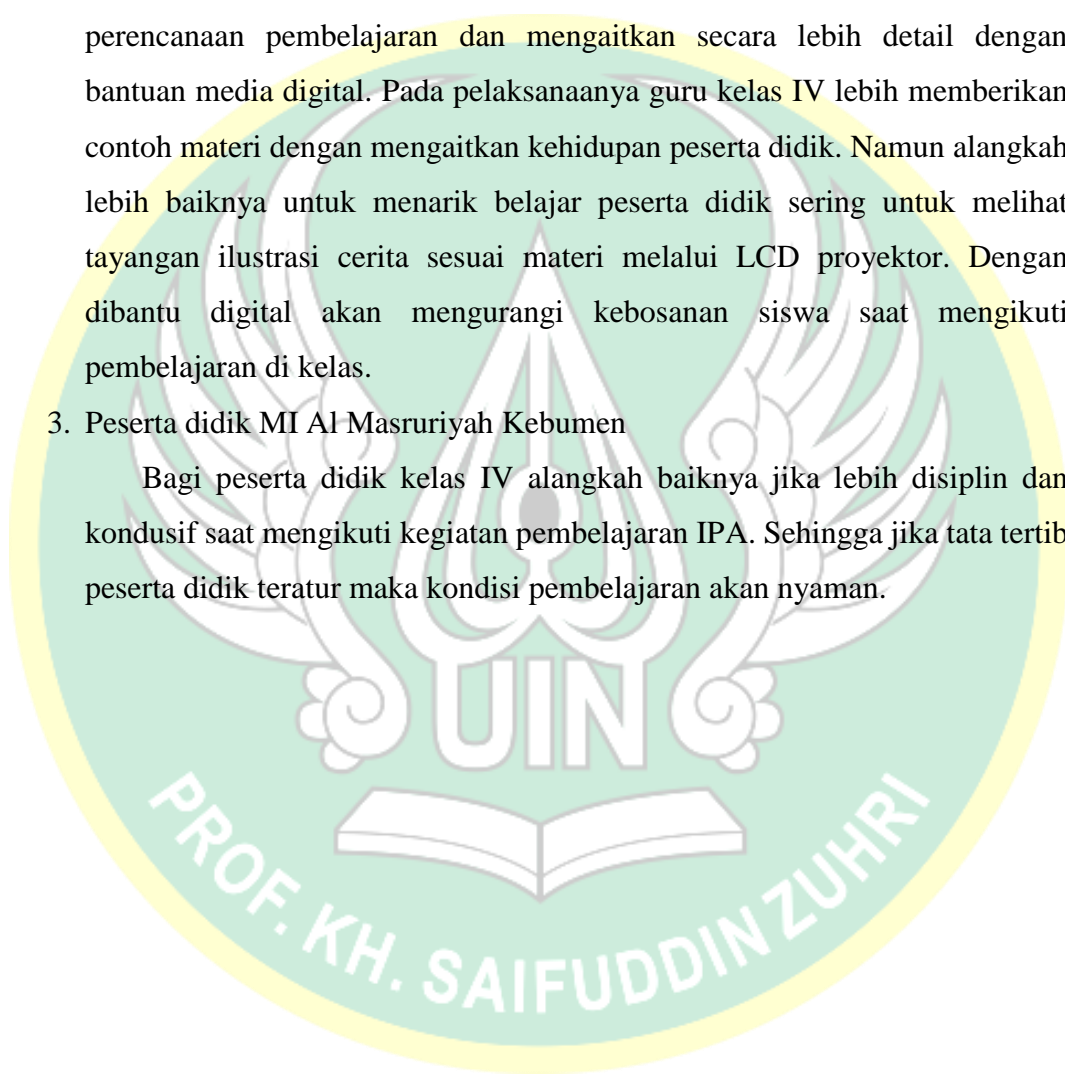 perencanaan pembelajaran dan mengaitkan secara lebih detail dengan
bantuan media digital. Pada pelaksanaanya guru kelas IV lebih memberikan
contoh materi dengan mengaitkan kehidupan peserta didik. Namun alangkah
lebih baiknya untuk menarik belajar peserta didik sering untuk melihat
tayangan ilustrasi cerita sesuai materi melalui LCD proyektor. Dengan
dibantu digital akan mengurangi kebosanan siswa saat mengikuti
pembelajaran di kelas.
3. Peserta didik MI Al Masruriyah Kebumen
Bagi peserta didik kelas IV alangkah baiknya jika lebih disiplin dan
kondusif saat mengikuti kegiatan pembelajaran IPA. Sehingga jika tata tertib
peserta didik teratur maka kondisi pembelajaran akan nyaman.
UIN
PROF. KH. SAIFUDDIN ZUHRI